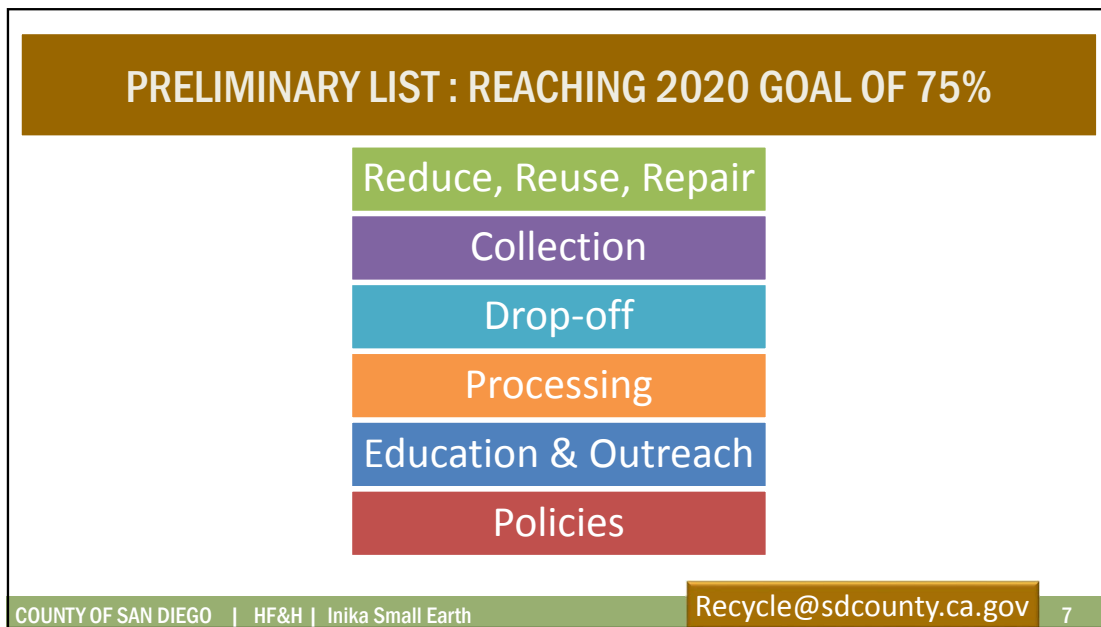 PRELIMINARY LIST : REACHING 2020 GOAL OF 75%
Reduce, Reuse, Repair
Collection
Drop-off
Processing
Education & Outreach
Policies
COUNTY OF SAN DIEGO | HF&H | Inika Small Earth
Recycle@sdcounty.ca.gov
7